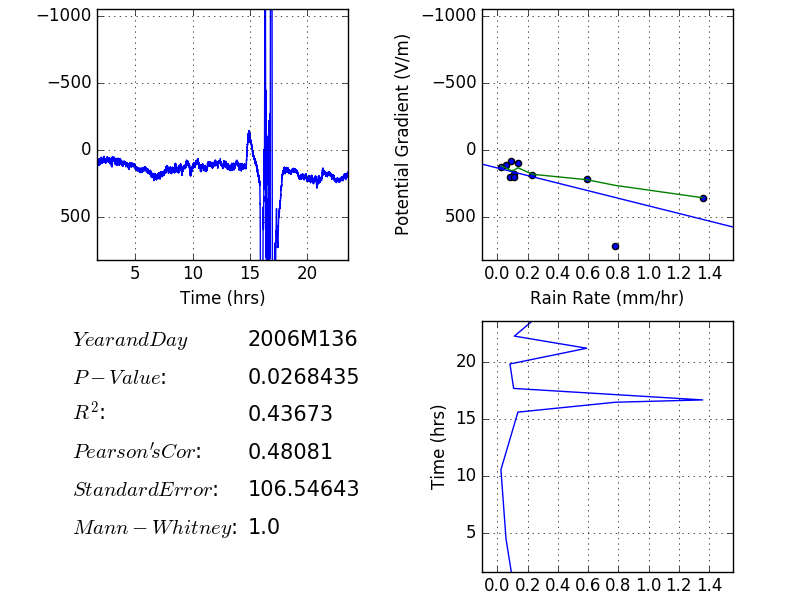 −1000
−500
0
500
5 10 15 20
Time (hrs)
Potential Gradient (V/m)
−1000
−500
0
500
0.0 0.2 0.4 0.6 0.8 1.0 1.2 1.4
Rain Rate (mm/hr)
YearandDay 2006M136
P−Value: 0.0268435
R²: 0.43673
Pearson'sCor: 0.48081
StandardError: 106.54643
Mann−Whitney: 1.0
Time (hrs)
20
15
10
5
0.0 0.2 0.4 0.6 0.8 1.0 1.2 1.4